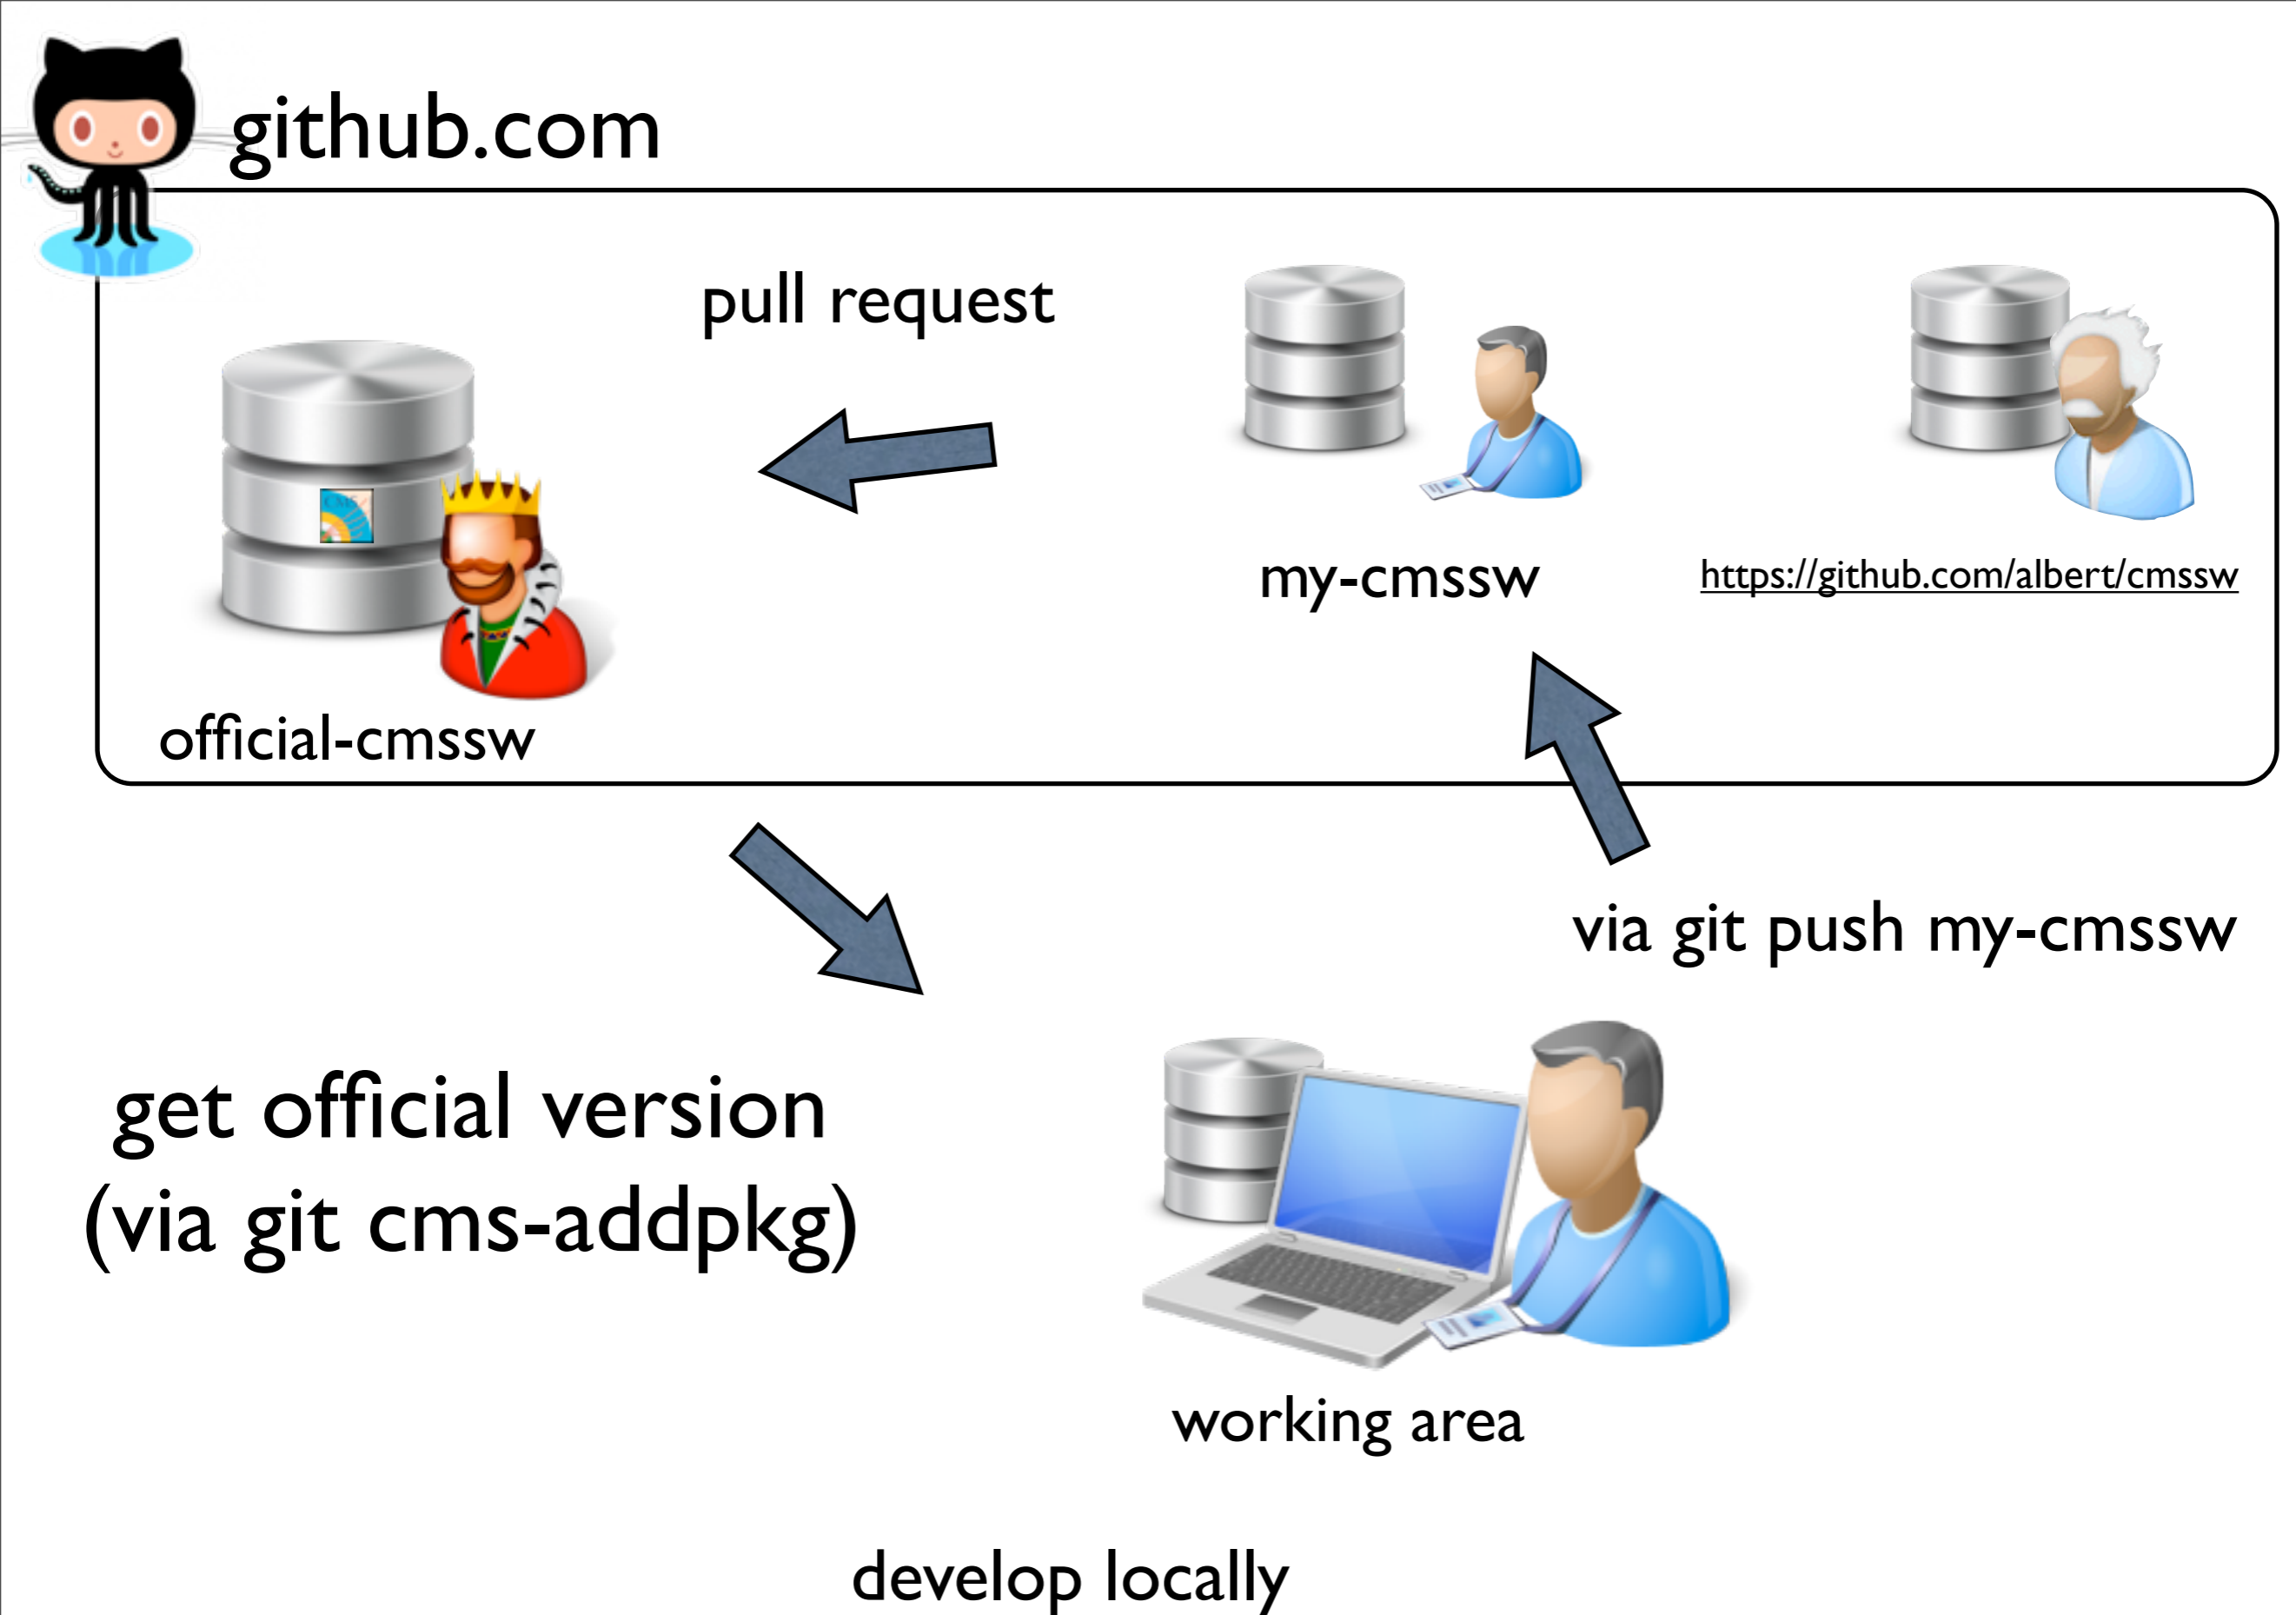 github.com
pull request
my-cmssw
https://github.com/albert/cmssw
CMS
official-cmssw
via git push my-cmssw
get official version
(via git cms-addpkg)
working area
develop locally